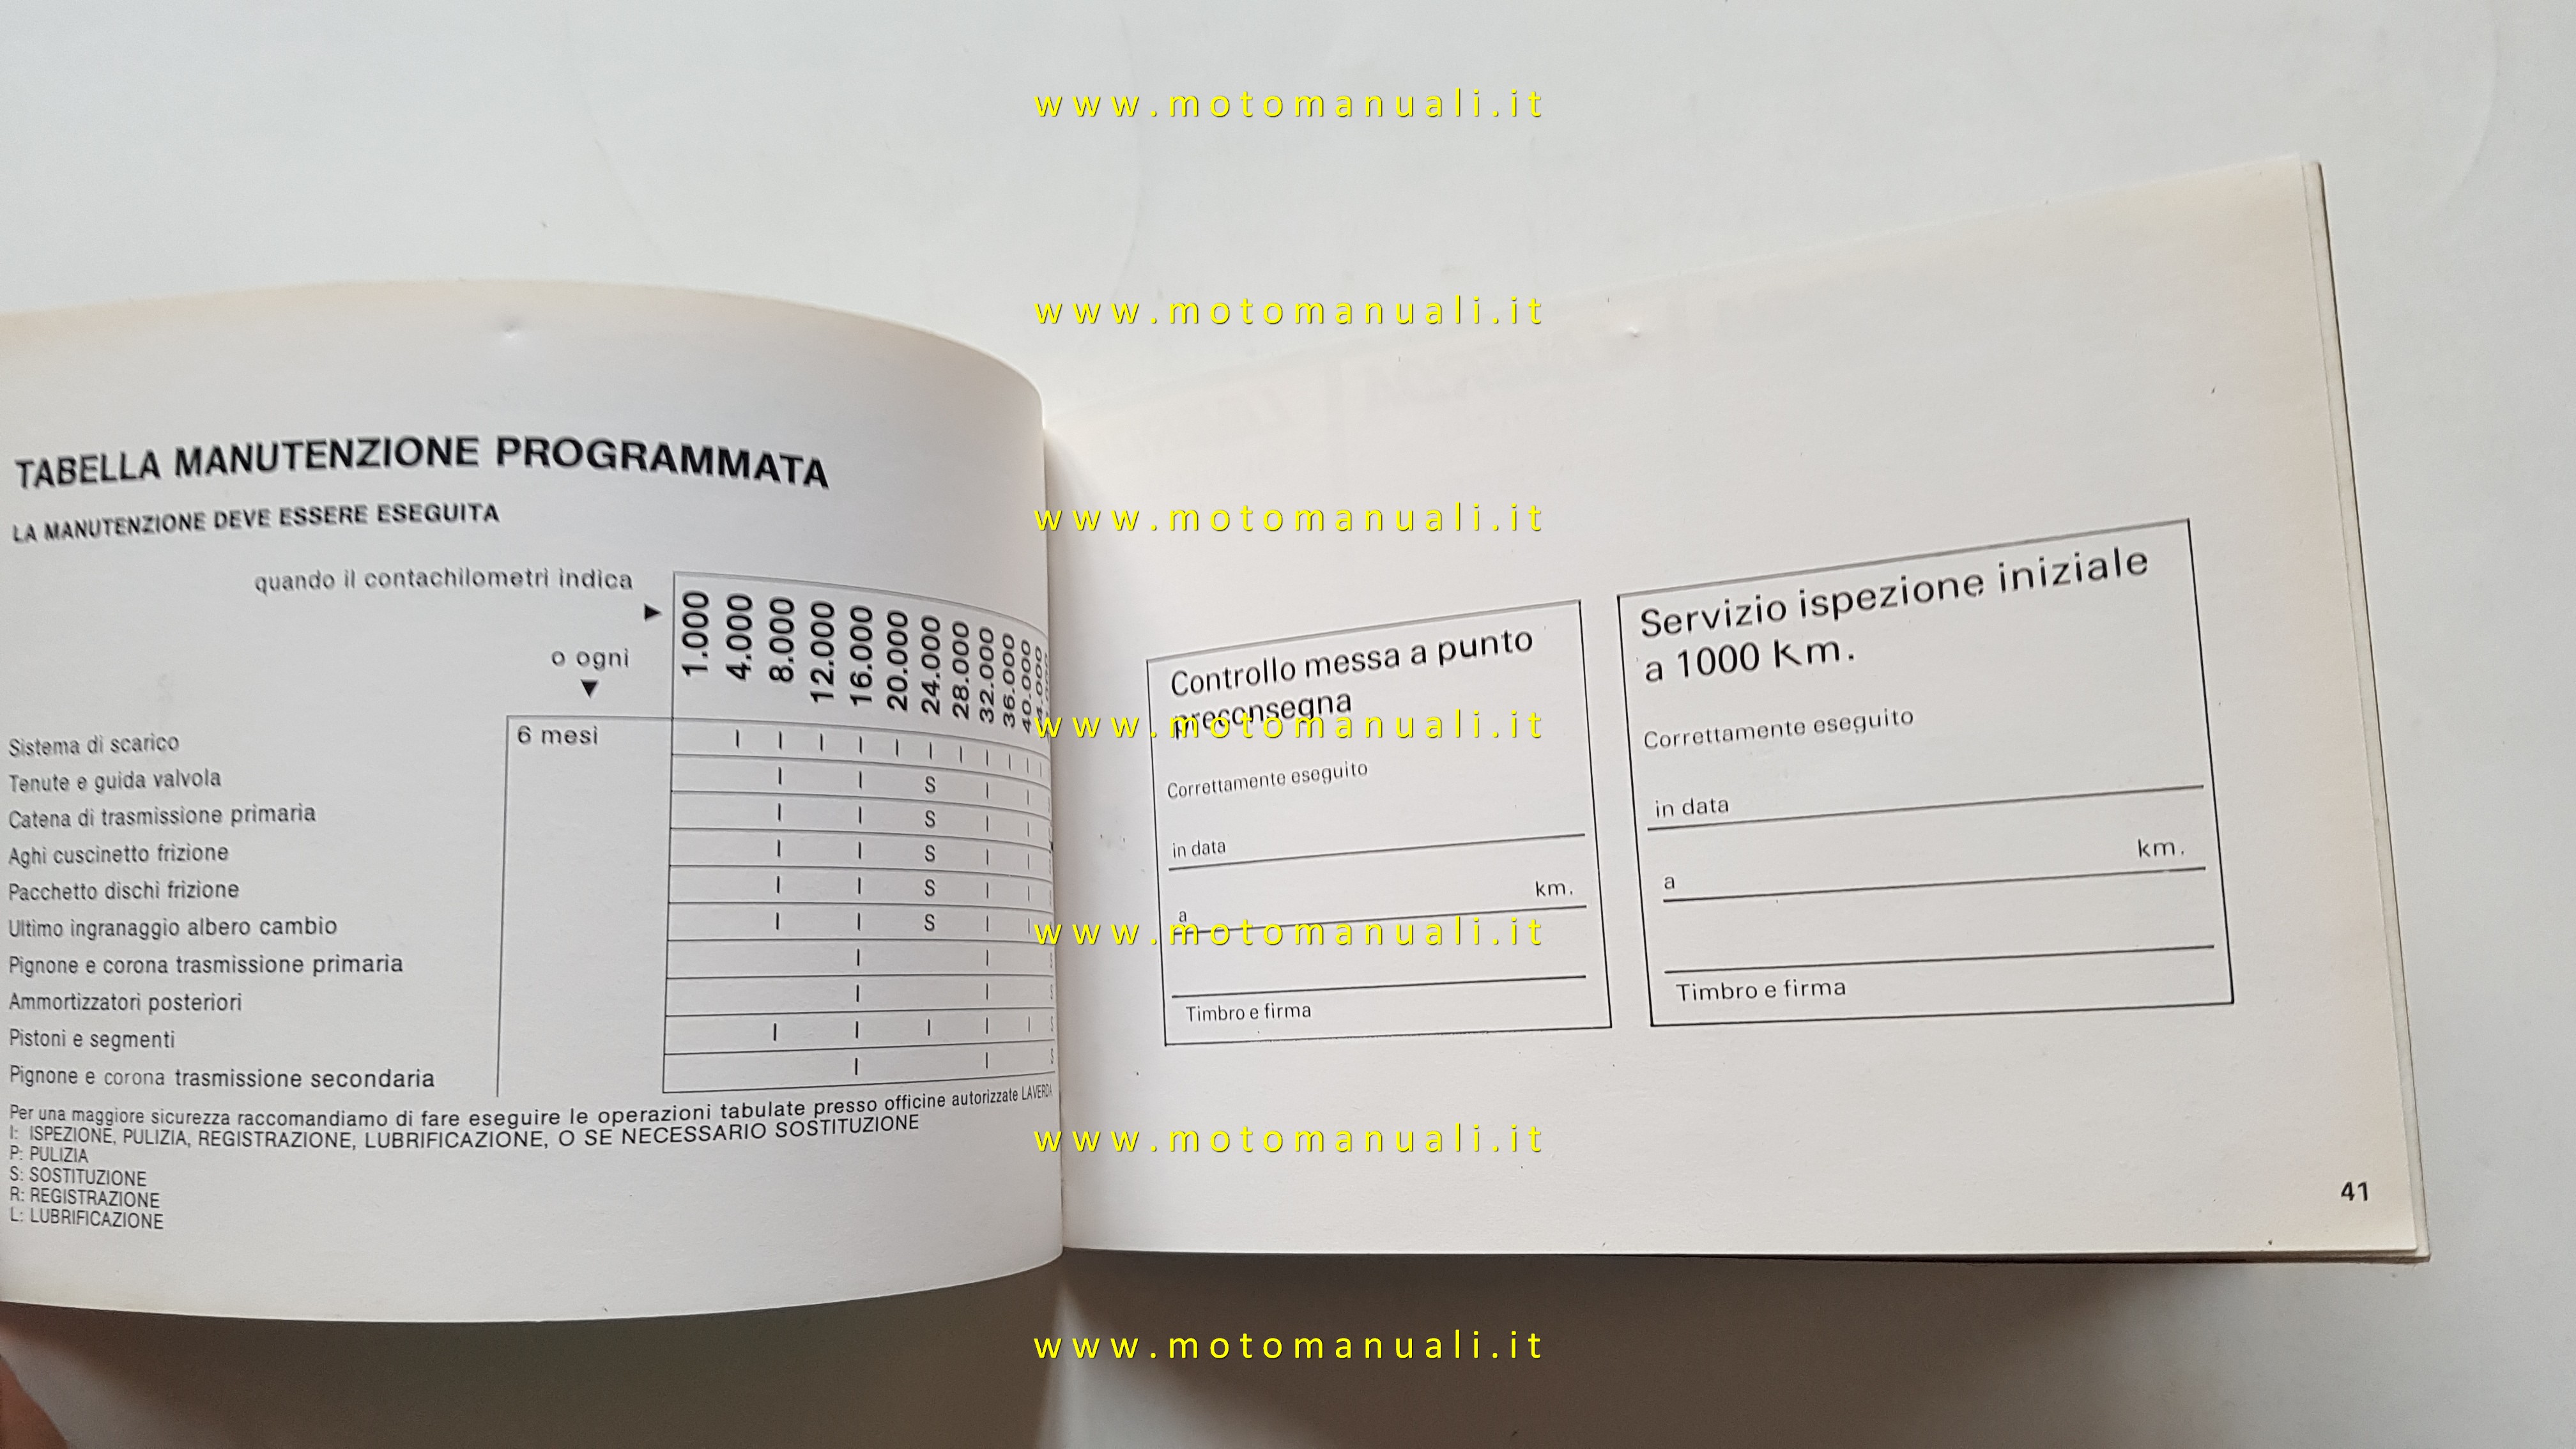 www.motomanuali.it
www.motomanuali.it
www.motomanuali.it
www.motomanuali.it
www.motomanuali.it
www.motomanuali.it
www.motomanuali.it
TABELLA MANUTENZIONE PROGRAMMATA
LA MANUTENZIONE DEVE ESSERE ESEGUITA
quando il contachilometri indica
1.000 4.000 8.000 12.000 16.000 20.000 24.000 28.000 32.000 36.000 40.000
o ogni
Sistema di scarico 6 mesi I I I I I I I I I I I
Tenute e guida valvola I I S I I
Catena di trasmissione primaria I I S I I
Aghi cuscinetto frizione I I S I I
Pacchetto dischi frizione I I S I I
Ultimo ingranaggio albero cambio I I S I I
Pignone e corona trasmissione primaria I I S
Ammortizzatori posteriori I I S
Pistoni e segmenti I I I I I S
Pignone e corona trasmissione secondaria I I S
Per una maggiore sicurezza raccomandiamo di fare eseguire le operazioni tabulate presso officine autorizzate LAVERDA
I: ISPEZIONE, PULIZIA, REGISTRAZIONE, LUBRIFICAZIONE, O SE NECESSARIO SOSTITUZIONE
P: PULIZIA
S: SOSTITUZIONE
R: REGISTRAZIONE
L: LUBRIFICAZIONE
Controllo messa a punto
preconsegna
Correttamente eseguito
in data
a km.
Timbro e firma
Servizio ispezione iniziale
a 1000 Km.
Correttamente eseguito
in data
a km.
Timbro e firma
41